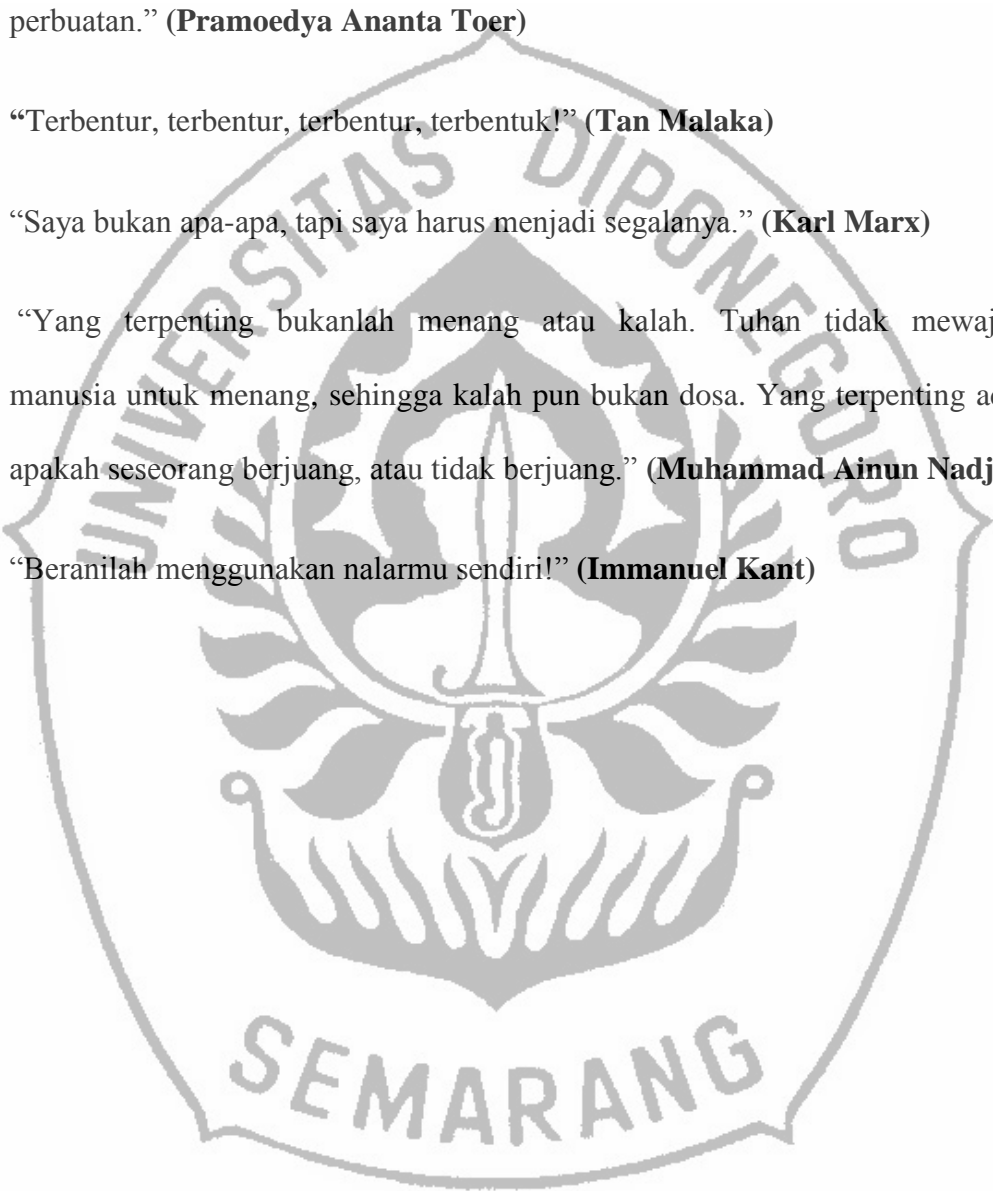 perbuatan.” (Pramoedya Ananta Toer)
“Terbentur, terbentur, terbentur, terbentuk!” (Tan Malaka)
“Saya bukan apa-apa, tapi saya harus menjadi segalanya.” (Karl Marx)
“Yang terpenting bukanlah menang atau kalah. Tuhan tidak mewaj
manusia untuk menang, sehingga kalah pun bukan dosa. Yang terpenting a
apakah seseorang berjuang, atau tidak berjuang.” (Muhammad Ainun Nadj
“Beranilah menggunakan nalarmu sendiri!” (Immanuel Kant)
UNIVERSITAS DIPONEGORO
SEMARANG